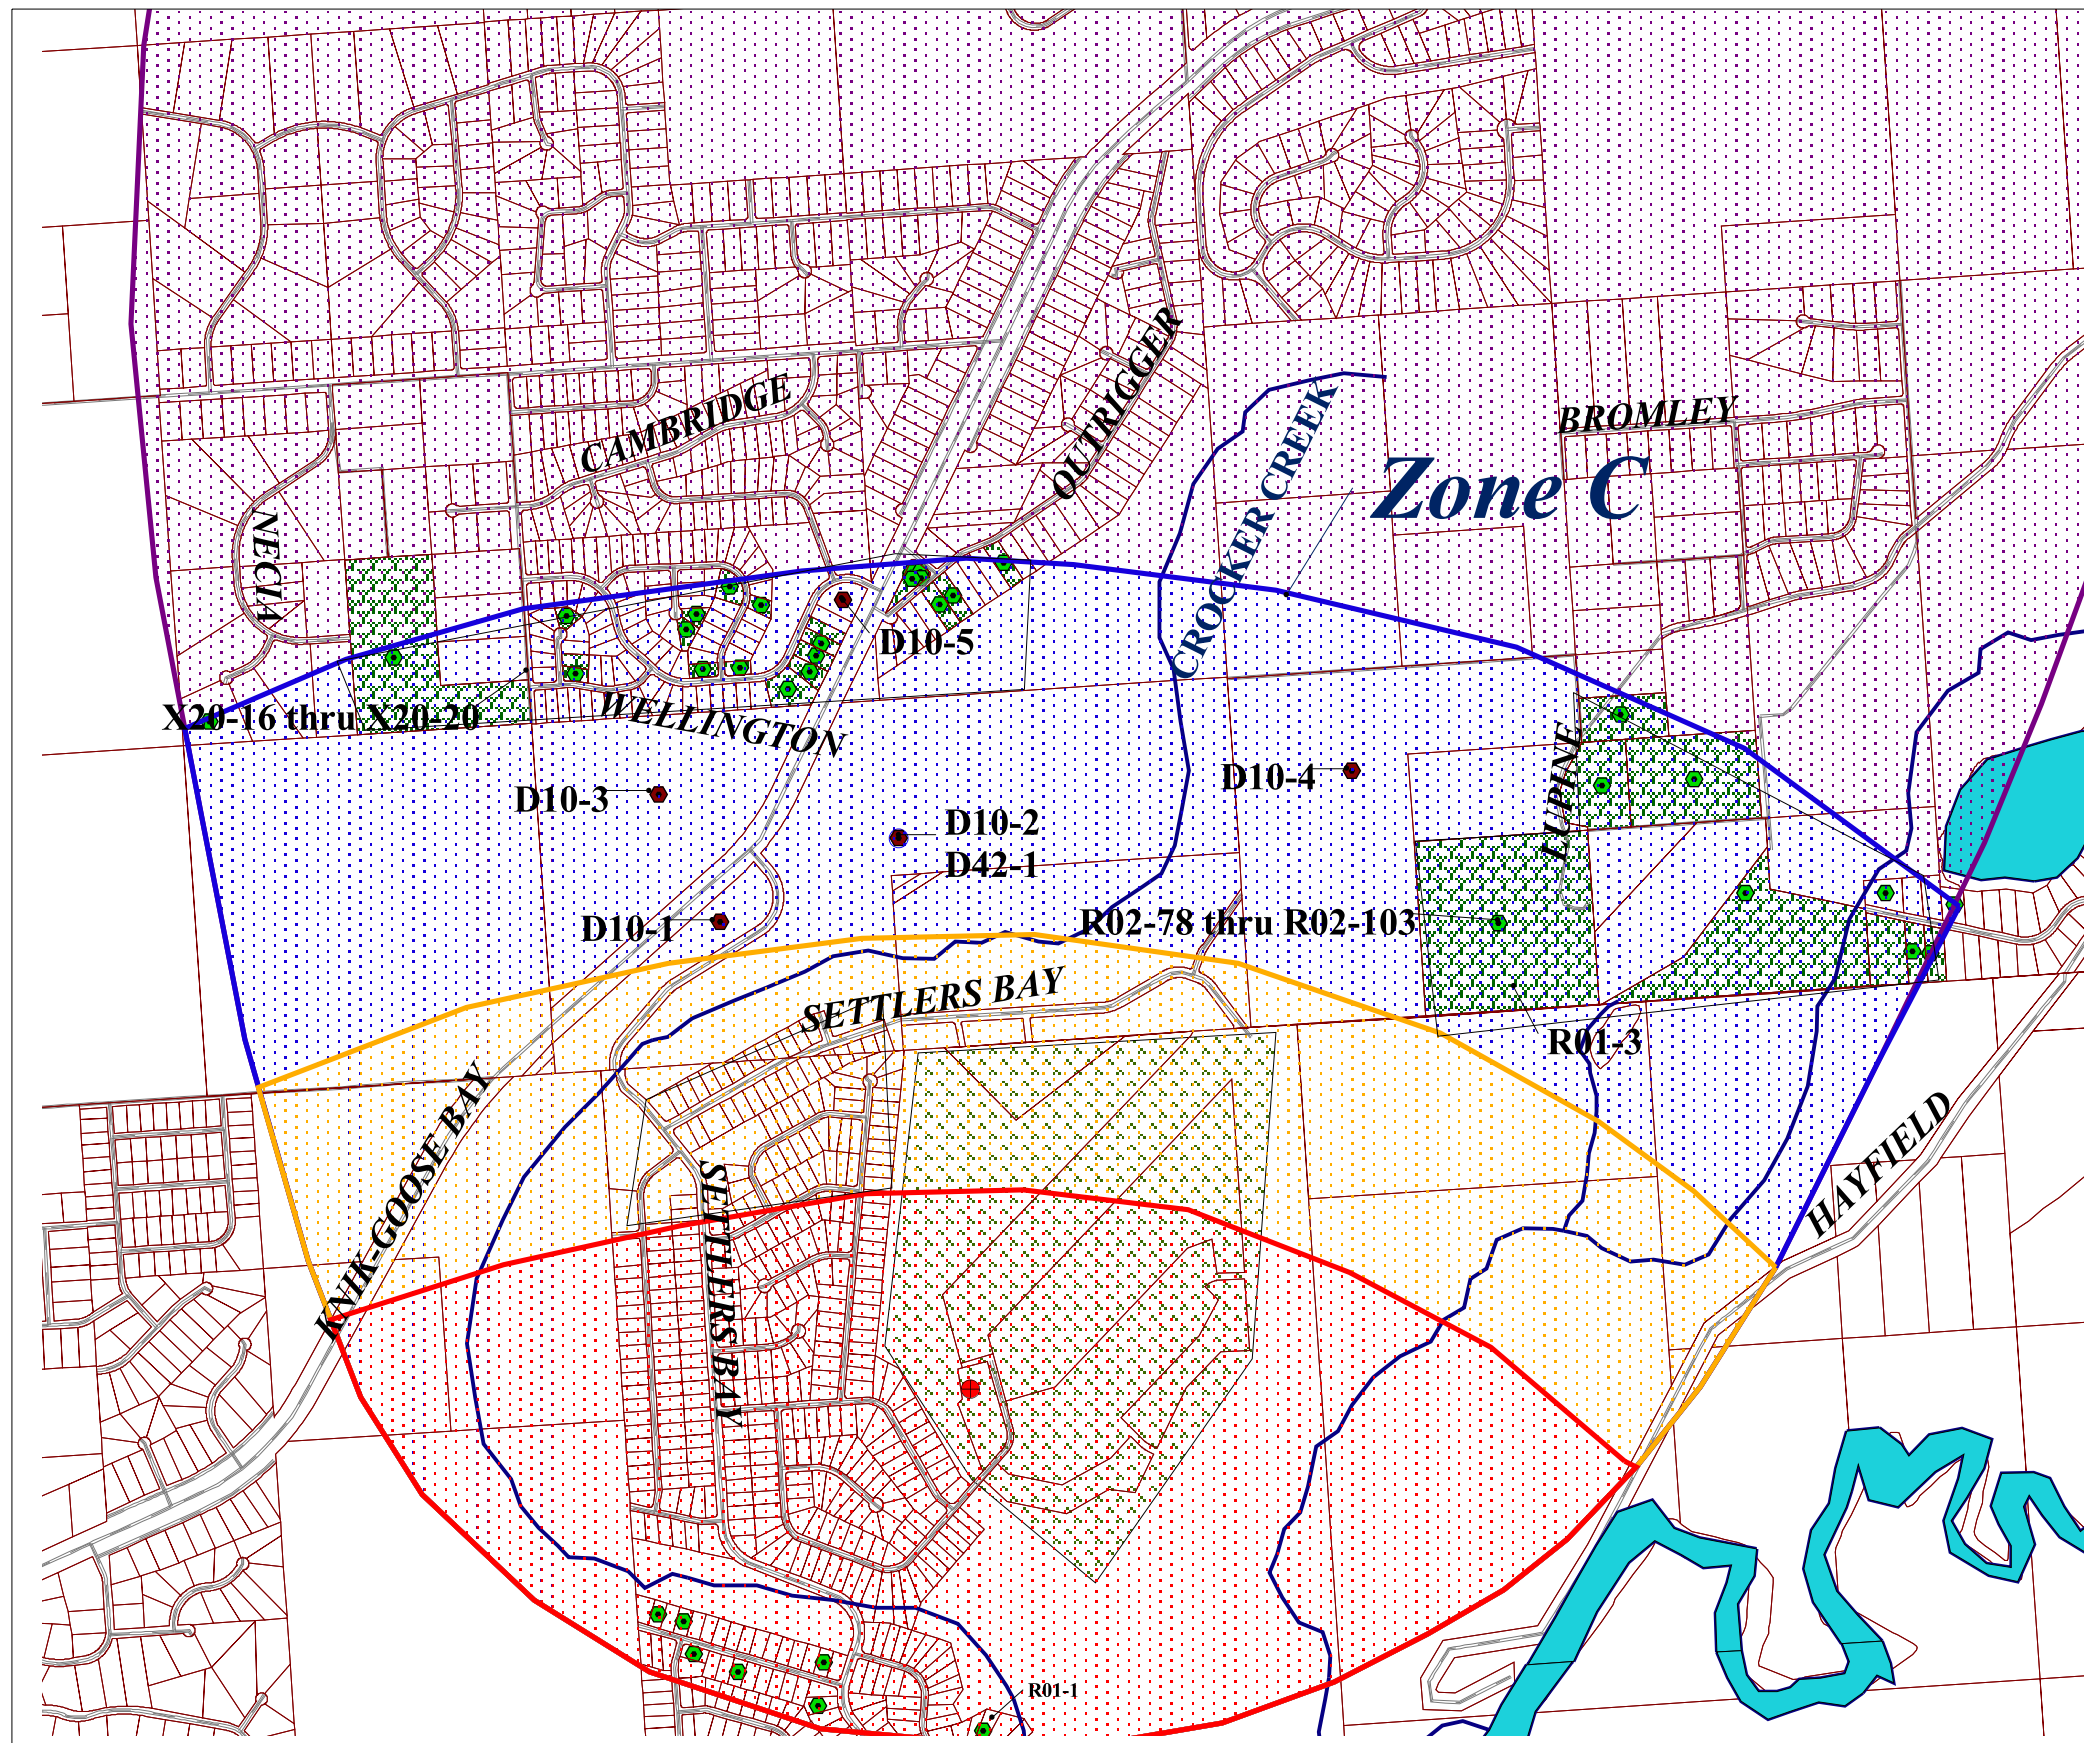 CAMBRIDGE
OUTRIGGER
CROCKER CREEK
BROMLEY
Zone C
NECIA
D10-5
X20-16 thru X20-20
WELLINGTON
D10-3
D10-4
LUPINE
D10-2
D42-1
D10-1
R02-78 thru R02-103
SETTLERS BAY
R01-3
KNIK-GOOSE BAY
SETTLERS BAY
HAYFIELD
R01-1